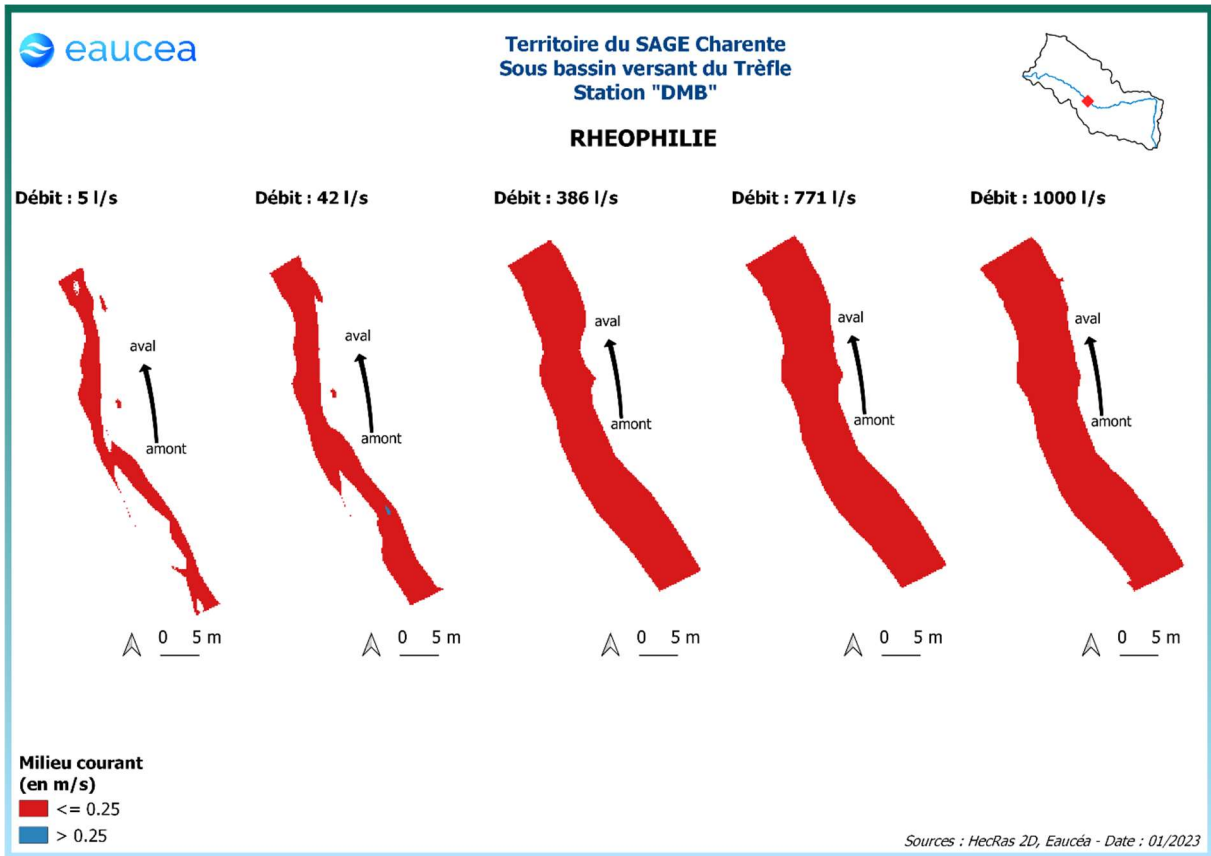 eaucea
Territoire du SAGE Charente
Sous bassin versant du Trèfle
Station "DMB"
RHEOPHILIE
Débit : 5 l/s
Débit : 42 l/s
Débit : 386 l/s
Débit : 771 l/s
Débit : 1000 l/s
aval
amont
aval
amont
aval
amont
aval
amont
aval
amont
0 5 m
0 5 m
0 5 m
0 5 m
0 5 m
Milieu courant
(en m/s)
<= 0.25
> 0.25
Sources : HecRas 2D, Eaucéa - Date : 01/2023